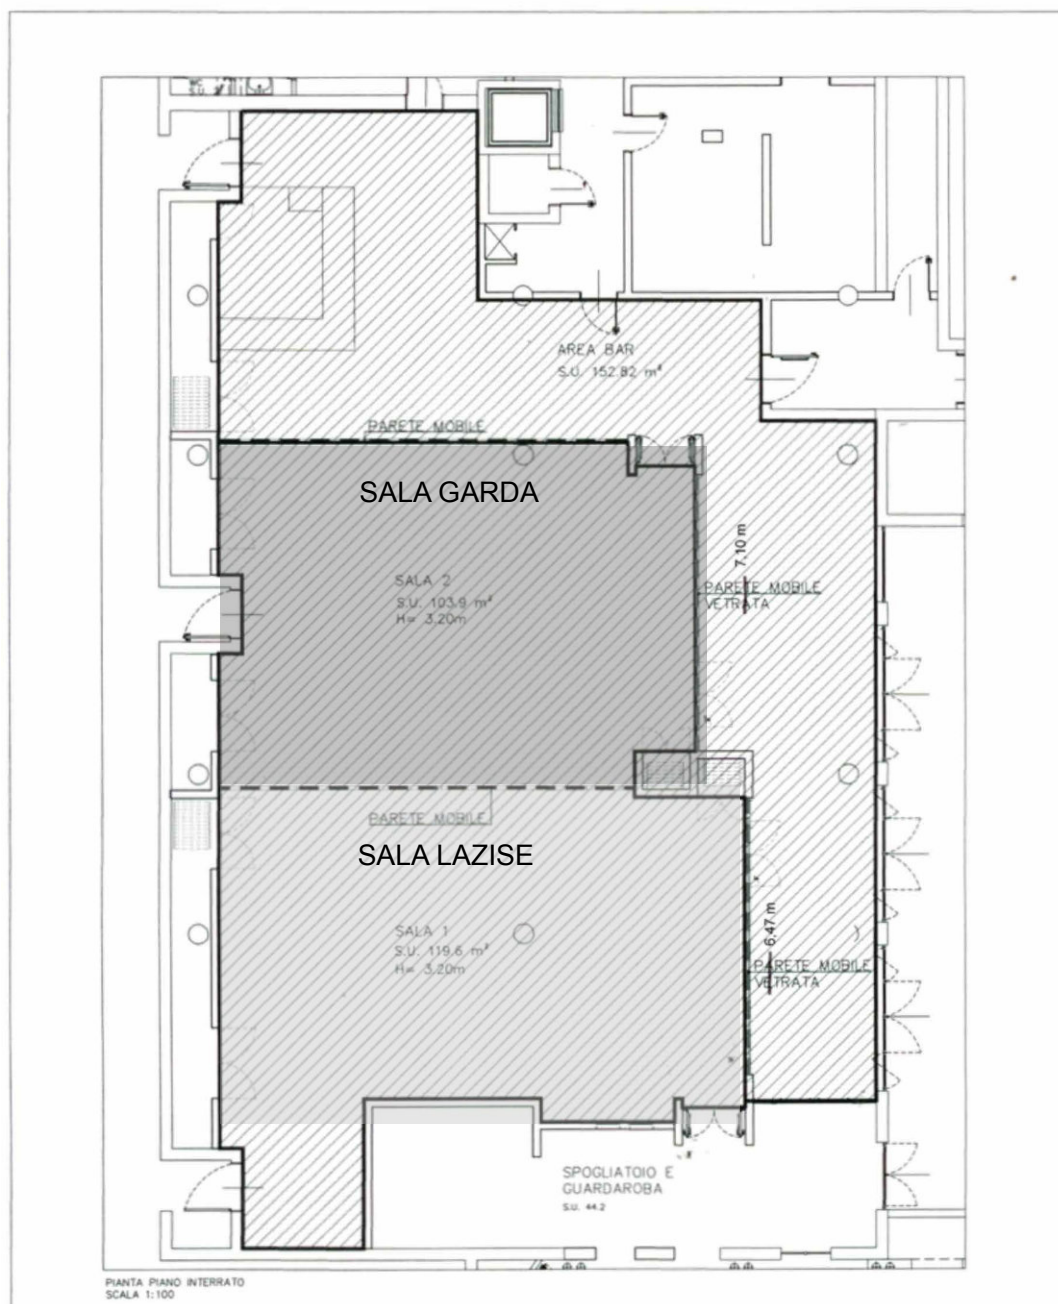 WC
S.U.
AREA BAR
S.U. 152.82 m²
PARETE MOBILE
SALA GARDA
SALA 2
S.U. 103.9 m²
H= 3.20m
7.10 m
PARETE MOBILE
VETRATA
PARETE MOBILE
SALA LAZISE
SALA 1
S.U. 119.6 m²
H= 3.20m
6.47 m
PARETE MOBILE
VETRATA
SPOGLIATOIO E
GUARDAROBA
S.U. 44.2
PIANTA PIANO INTERRATO
SCALA 1:100